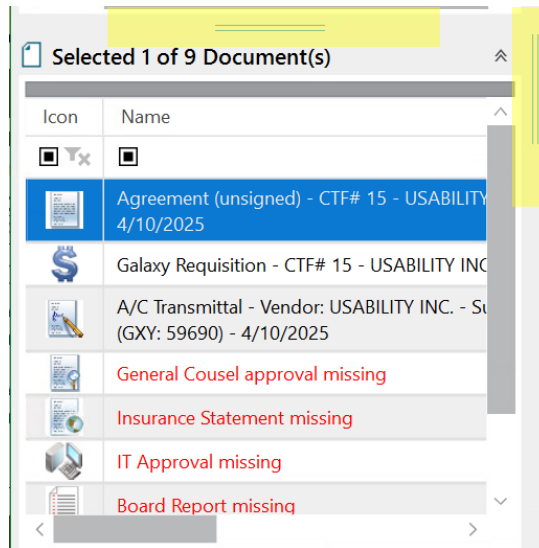 Selected 1 of 9 Document(s)
Icon Name
Agreement (unsigned) - CTF# 15 - USABILITY
4/10/2025
Galaxy Requisition - CTF# 15 - USABILITY INC
A/C Transmittal - Vendor: USABILITY INC. - Su
(GXY: 59690) - 4/10/2025
General Cousel approval missing
Insurance Statement missing
IT Approval missing
Board Report missing